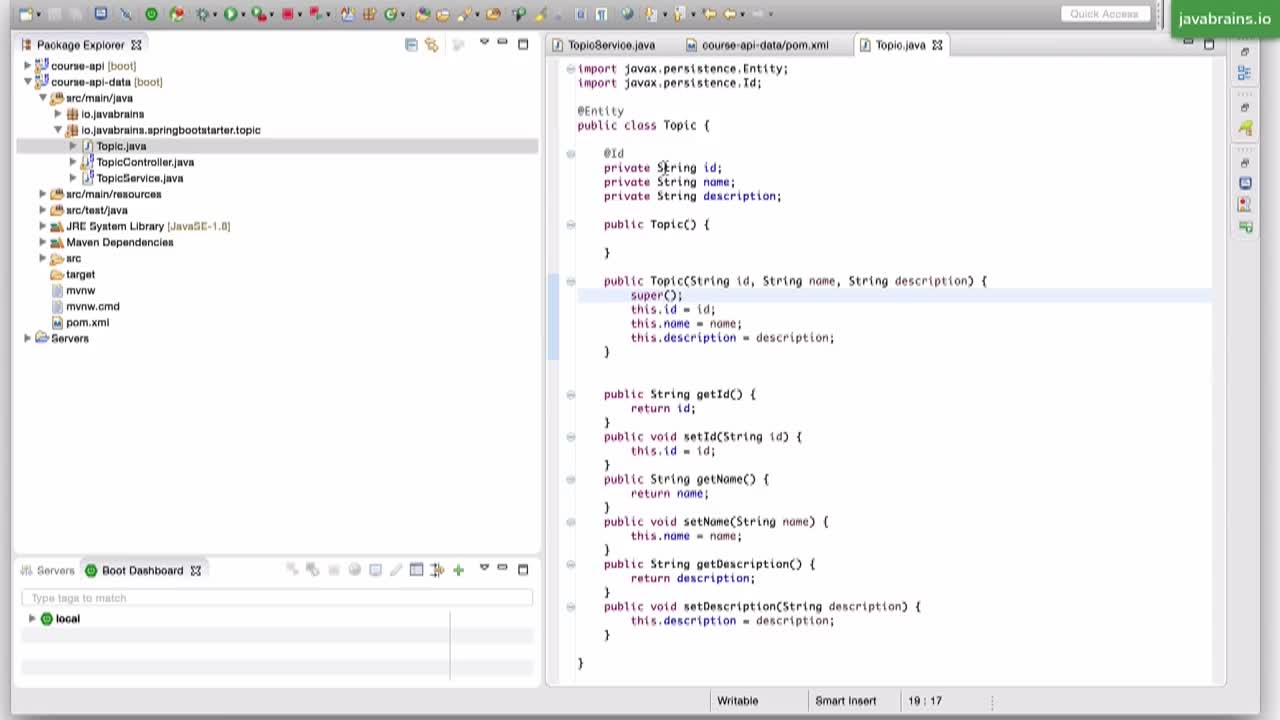 Quick Access
javabrains.io
Package Explorer
course-api [boot]
course-api-data [boot]
src/main/java
io.javabrains
io.javabrains.springbootstarter.topic
Topic.java
TopicController.java
TopicService.java
src/main/resources
src/test/java
JRE System Library [JavaSE-1.8]
Maven Dependencies
src
target
mvnw
mvnw.cmd
pom.xml
Servers
Servers
Boot Dashboard
Type tags to match
local
TopicService.java
course-api-data/pom.xml
Topic.java
import javax.persistence.Entity;
import javax.persistence.Id;
@Entity
public class Topic {
@Id
private String id;
private String name;
private String description;
public Topic() {
}
public Topic(String id, String name, String description) {
super();
this.id = id;
this.name = name;
this.description = description;
}
public String getId() {
return id;
}
public void setId(String id) {
this.id = id;
}
public String getName() {
return name;
}
public void setName(String name) {
this.name = name;
}
public String getDescription() {
return description;
}
public void setDescription(String description) {
this.description = description;
}
}
Writable
Smart Insert
19 : 17